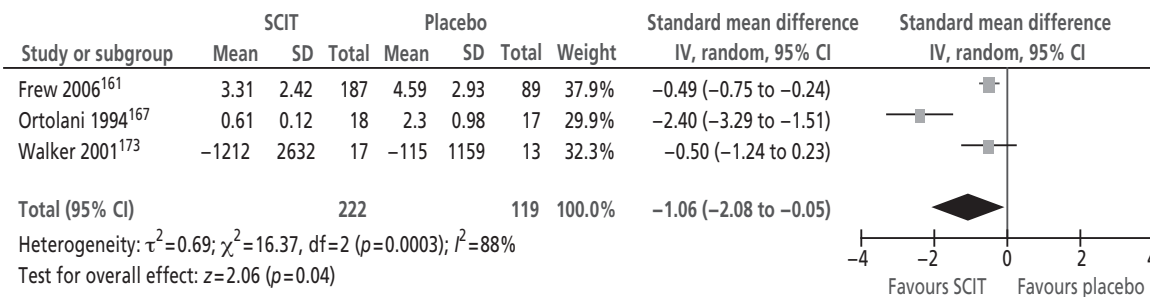 SCIT Placebo Standard mean difference Standard mean difference
Study or subgroup Mean SD Total Mean SD Total Weight IV, random, 95% CI IV, random, 95% CI
Frew 2006¹⁶¹ 3.31 2.42 187 4.59 2.93 89 37.9% −0.49 (−0.75 to −0.24)
Ortolani 1994¹⁶⁷ 0.61 0.12 18 2.3 0.98 17 29.9% −2.40 (−3.29 to −1.51)
Walker 2001¹⁷³ −1212 2632 17 −115 1159 13 32.3% −0.50 (−1.24 to 0.23)
Total (95% CI) 222 119 100.0% −1.06 (−2.08 to −0.05)
Heterogeneity: τ²=0.69; χ²=16.37, df=2 (p=0.0003); I²=88%
Test for overall effect: z=2.06 (p=0.04)
−4 −2 0 2 4
Favours SCIT Favours placebo